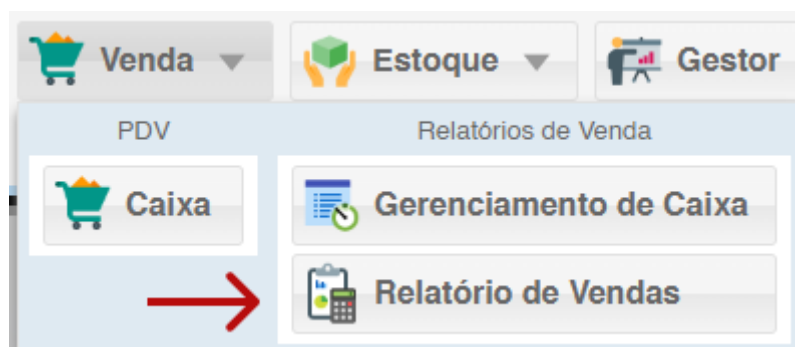 Venda Estoque Gestor
PDV Relatórios de Venda
Caixa Gerenciamento de Caixa
Relatório de Vendas